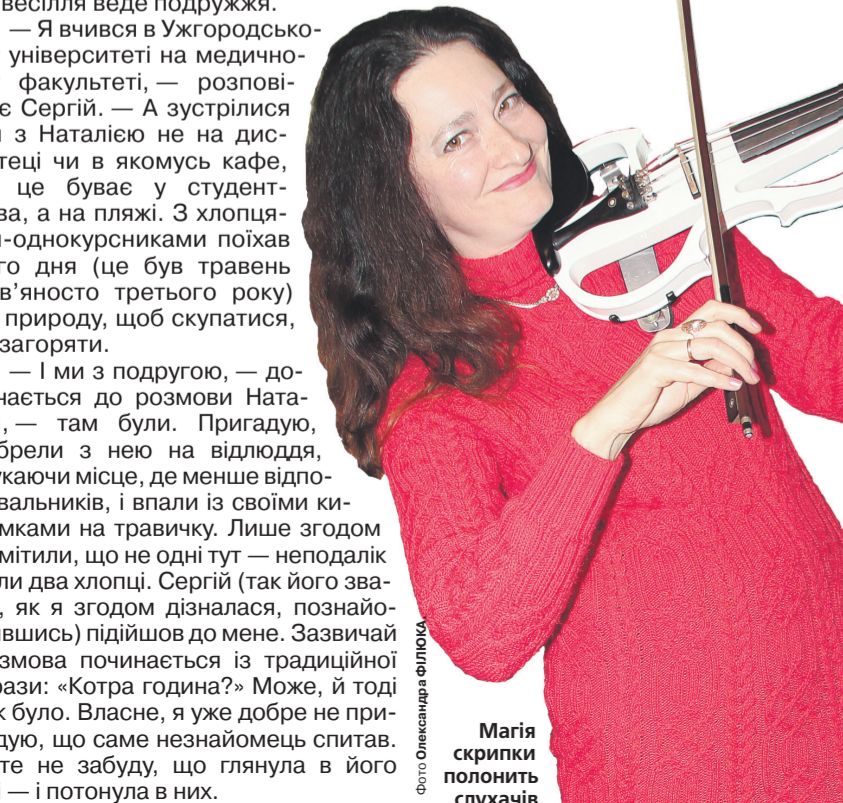 весілля веде подружжя.
— Я вчився в Ужгородсько-
університеті на медично-
факультеті, — розпові-
є Сергій. — А зустрілися
з Наталією не на дис-
теці чи в якомусь кафе,
це буває у студент-
ва, а на пляжі. З хлопця-
-однокурсниками поїхав
го дня (це був травень
в’яносто третього року)
природу, щоб скупатися,
загоряти.
— І ми з подругою, — до-
чається до розмови Ната-
, — там були. Пригадую,
брели з нею на відлюддя,
укаючи місце, де менше відпо-
вальників, і впали із своїми ки-
мками на травичку. Лише згодом
мітили, що не одні тут — неподалік
ли два хлопці. Сергій (так його зва-
, як я згодом дізналася, познайо-
ившись) підійшов до мене. Зазвичай
змова починається із традиційної
рази: «Котра година?» Може, й тоді
к було. Власне, я уже добре не при-
дую, що саме незнайомець спитав.
те не забуду, що глянула в його
і — і потонула в них.
Фото Олександра ФІЛЮКА.
Магія
скрипки
полонить
слухачів